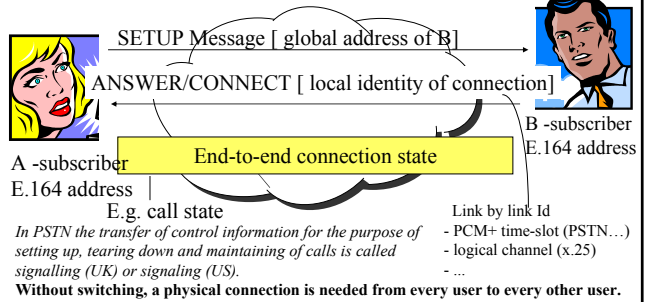 SETUP Message [ global address of B]
ANSWER/CONNECT [ local identity of connection]
B -subscriber
E.164 address
A -subscriber
E.164 address
End-to-end connection state
E.g. call state
Link by link Id
- PCM+ time-slot (PSTN…)
- logical channel (x.25)
- ...
In PSTN the transfer of control information for the purpose of
setting up, tearing down and maintaining of calls is called
signalling (UK) or signaling (US).
Without switching, a physical connection is needed from every user to every other user.